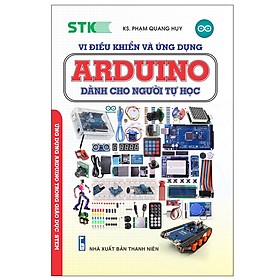 STK
KS. PHẠM QUANG HUY
VI ĐIỀU KHIỂN VÀ ỨNG DỤNG
ARDUINO
DÀNH CHO NGƯỜI TỰ HỌC
ỨNG DỤNG ARDUINO TRONG GIÁO DỤC STEM
NHÀ XUẤT BẢN THANH NIÊN